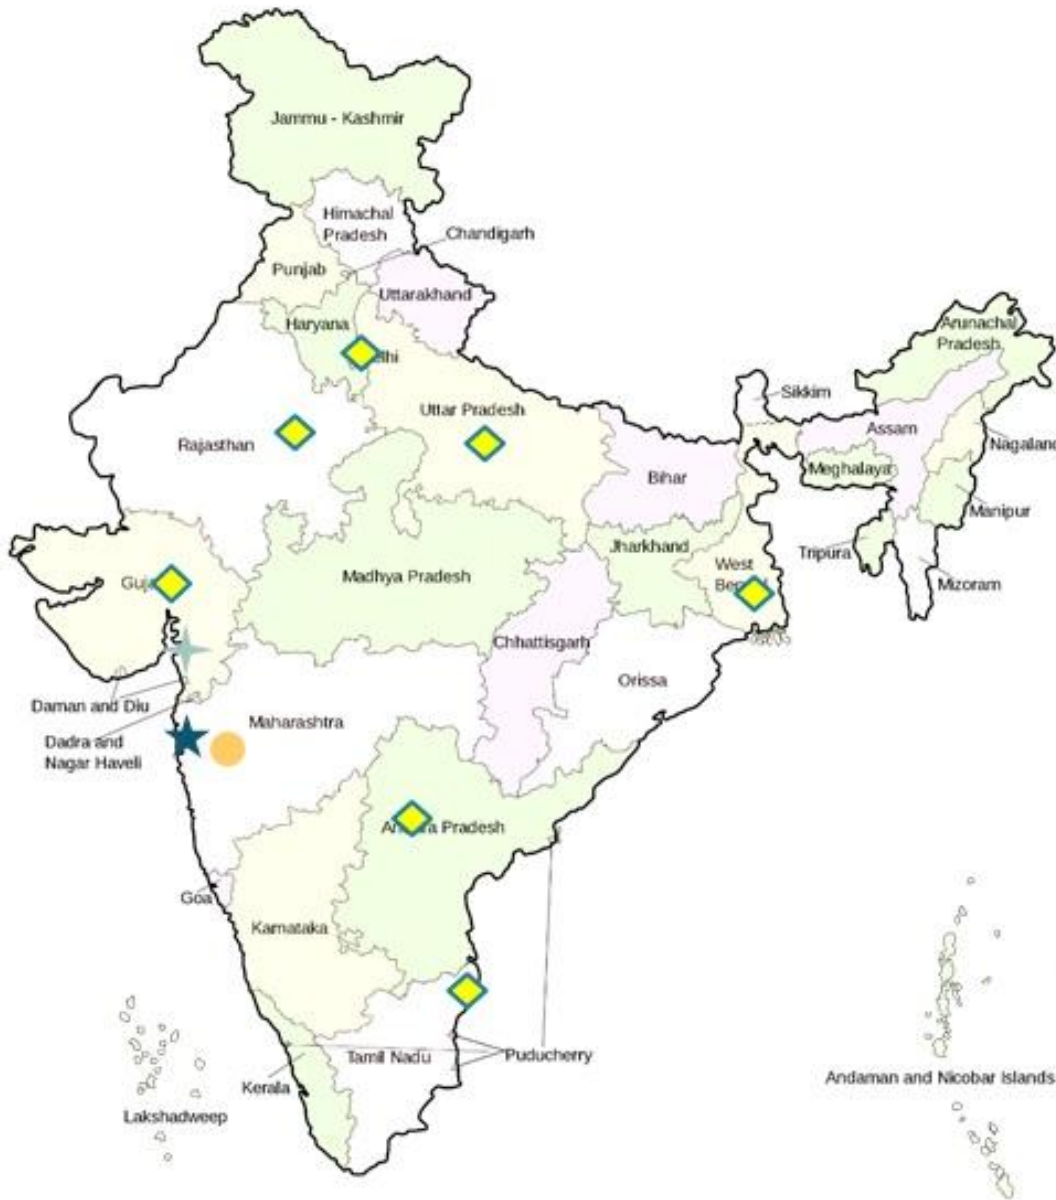 Jammu - Kashmir
Himachal
Pradesh
Chandigarh
Punjab
Uttarakhand
Haryana
Arunachal
Pradesh
Sikkim
Uttar Pradesh
Rajasthan
Assam
Nagaland
Meghalaya
Bihar
Manipur
Jharkhand
Tripura
West
Madhya Pradesh
Mizoram
Chhattisgarh
Orissa
Daman and Diu
Maharashtra
Dadra and
Nagar Haveli
Pradesh
Goa
Karnataka
Tamil Nadu
Puducherry
Kerala
Andaman and Nicobar Islands
Lakshadweep